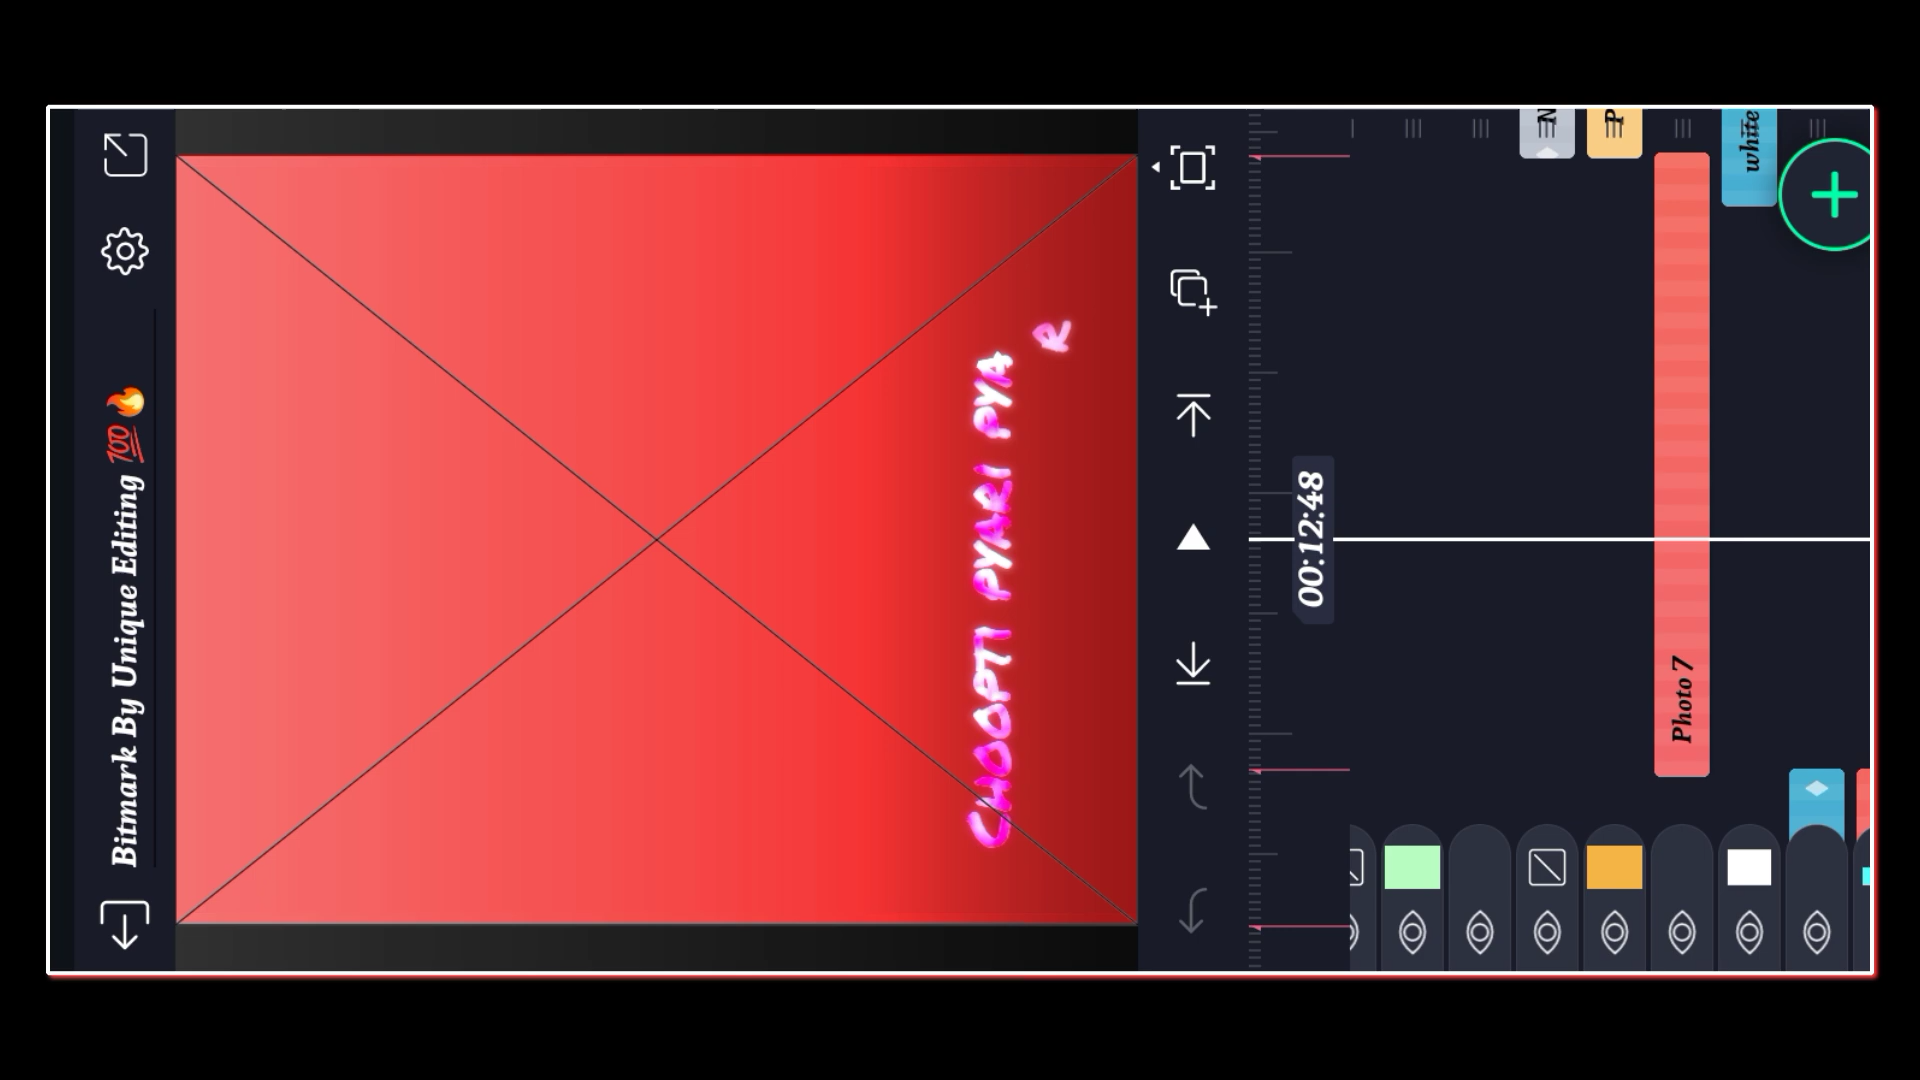 Bitmark By Unique Editing 💯🔥
CHOOPTI PYARI PYA
R
00:12:48
N
P
Photo 7
white